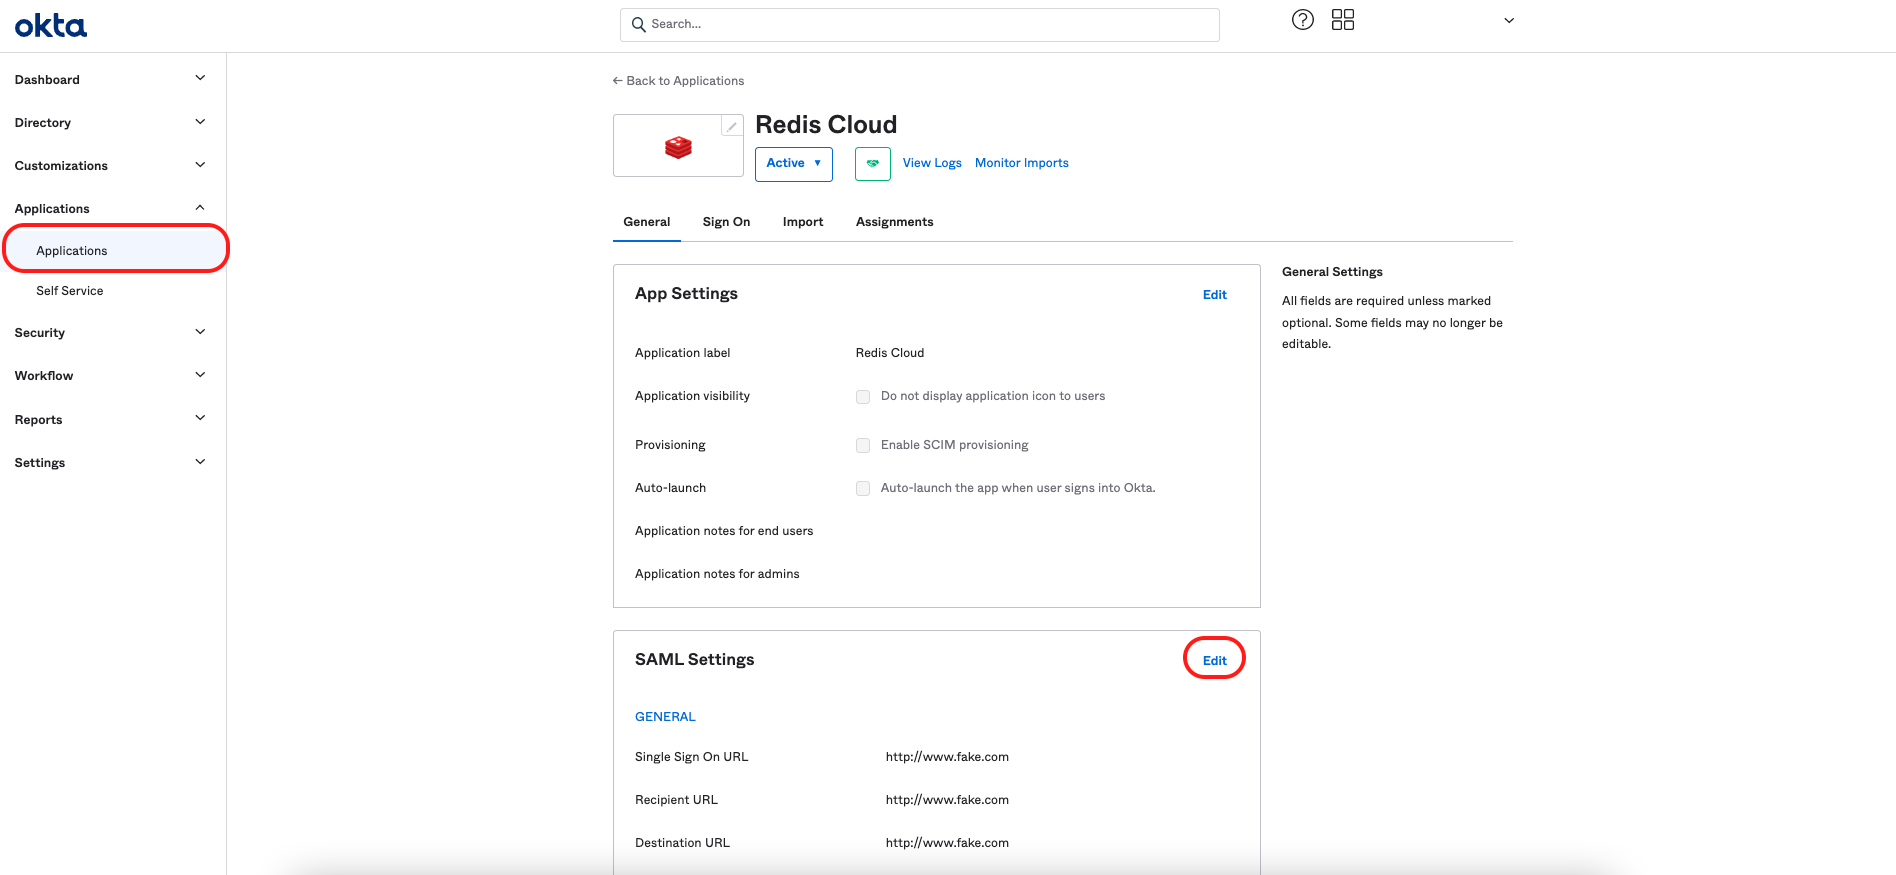 okta
Search...
Dashboard
Directory
Customizations
Applications
Applications
Self Service
Security
Workflow
Reports
Settings
← Back to Applications
Redis Cloud
Active ▼
View Logs
Monitor Imports
General
Sign On
Import
Assignments
App Settings
Edit
Application label
Redis Cloud
Application visibility
Do not display application icon to users
Provisioning
Enable SCIM provisioning
Auto-launch
Auto-launch the app when user signs into Okta.
Application notes for end users
Application notes for admins
General Settings
All fields are required unless marked
optional. Some fields may no longer be
editable.
SAML Settings
Edit
GENERAL
Single Sign On URL
http://www.fake.com
Recipient URL
http://www.fake.com
Destination URL
http://www.fake.com